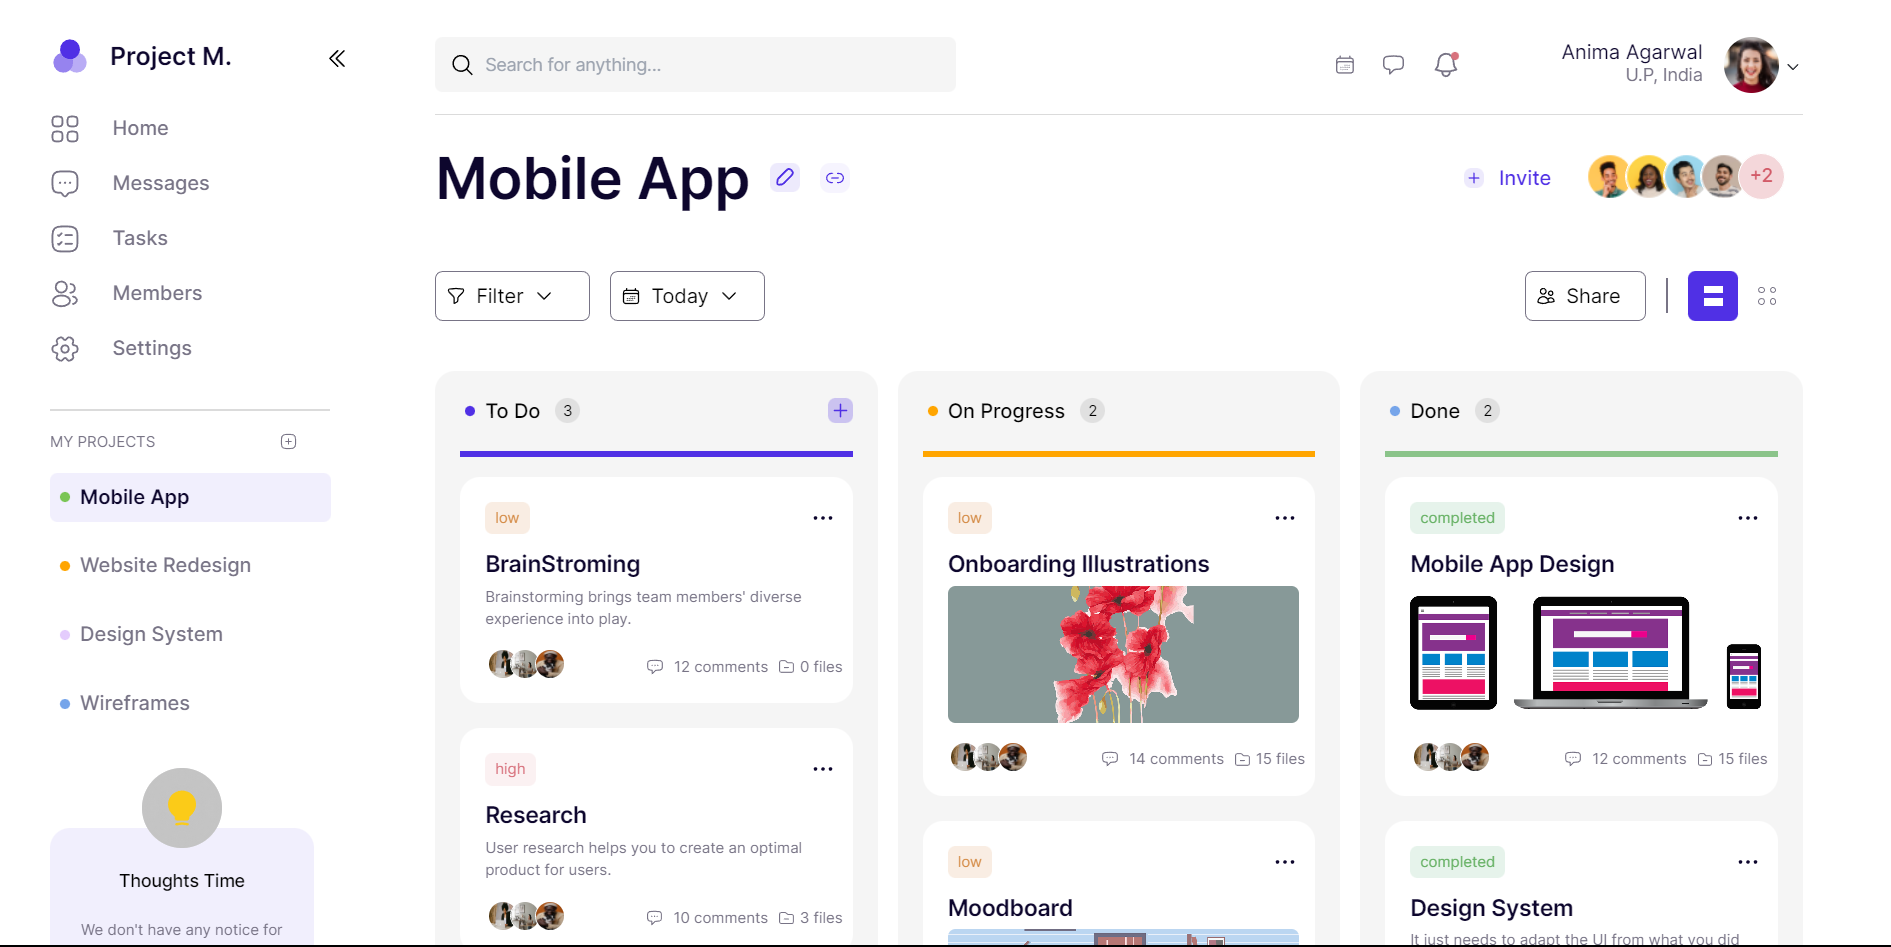 Project M.
Search for anything...
Anima Agarwal
U.P, India
Home
Messages
Tasks
Members
Settings
MY PROJECTS
Mobile App
Website Redesign
Design System
Wireframes
Thoughts Time
We don't have any notice for
Mobile App
Invite
+2
Filter
Today
Share
To Do 3
low
BrainStroming
Brainstorming brings team members' diverse
experience into play.
12 comments 0 files
high
Research
User research helps you to create an optimal
product for users.
10 comments 3 files
On Progress 2
low
Onboarding Illustrations
14 comments 15 files
low
Moodboard
Done 2
completed
Mobile App Design
12 comments 15 files
completed
Design System
It just needs to adapt the UI from what you did